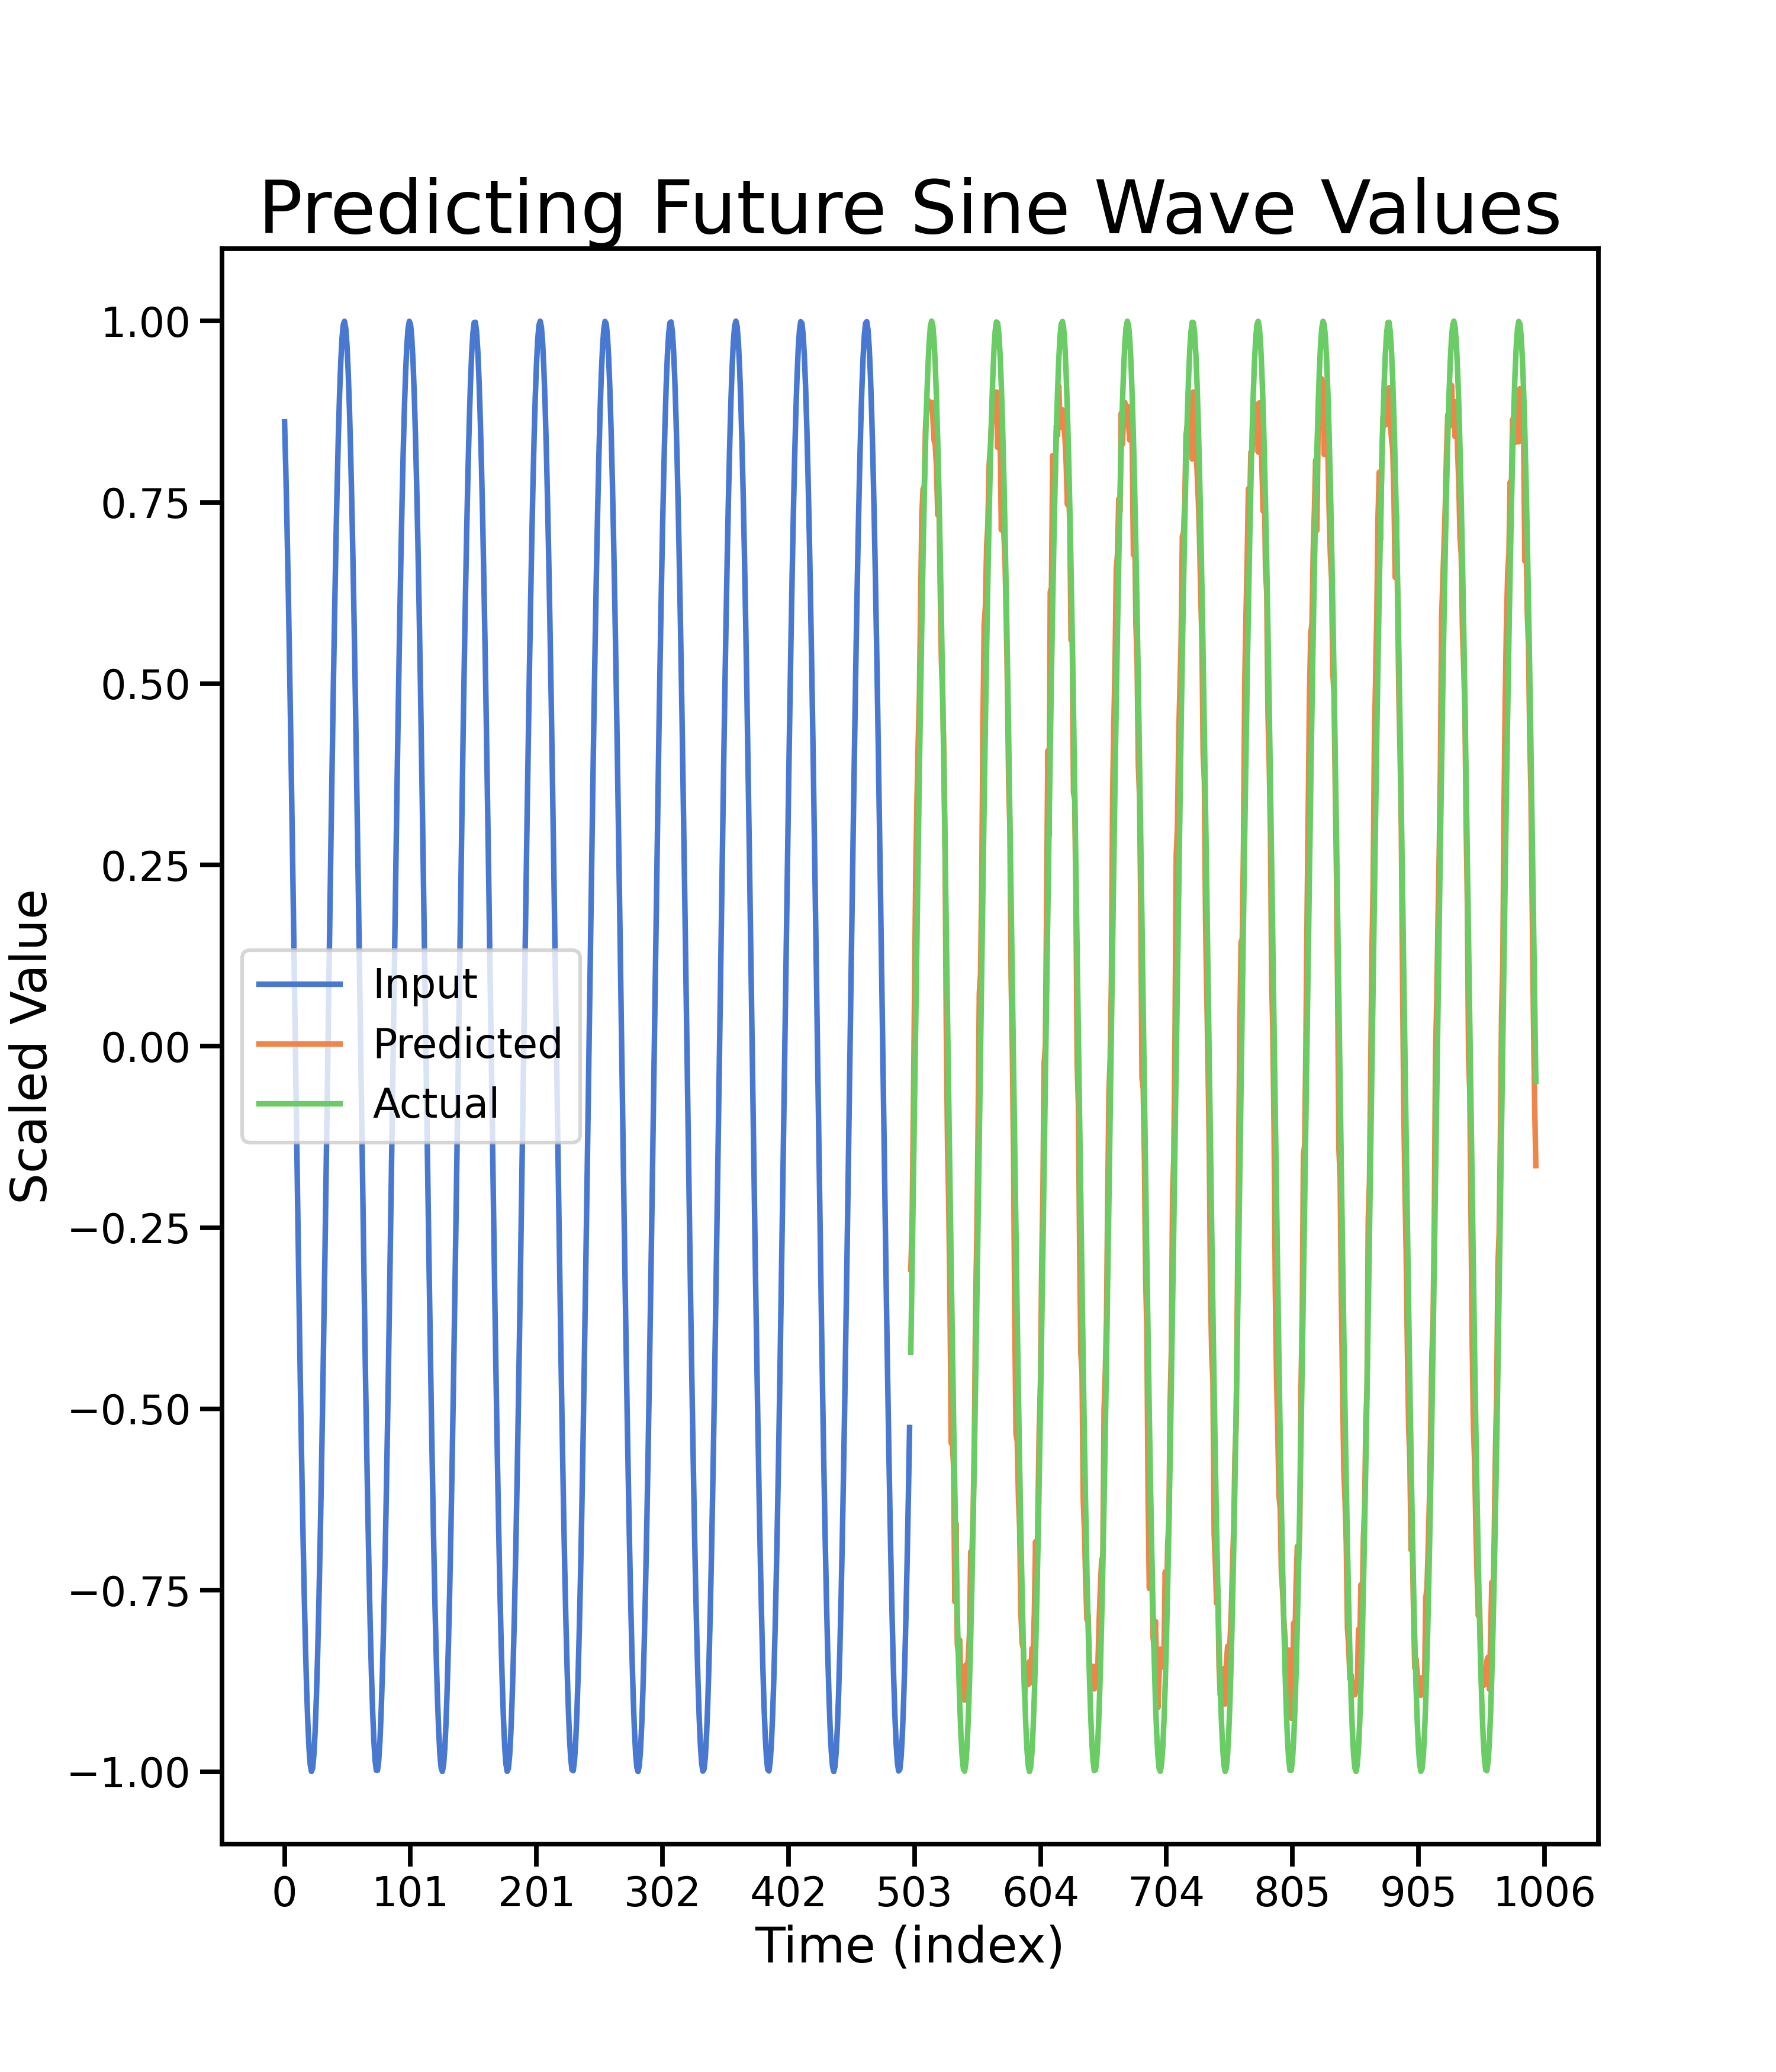 Predicting Future Sine Wave Values
1.00
0.75
0.50
0.25
0.00
−0.25
−0.50
−0.75
−1.00
Scaled Value
Input
Predicted
Actual
0 101 201 302 402 503 604 704 805 905 1006
Time (index)